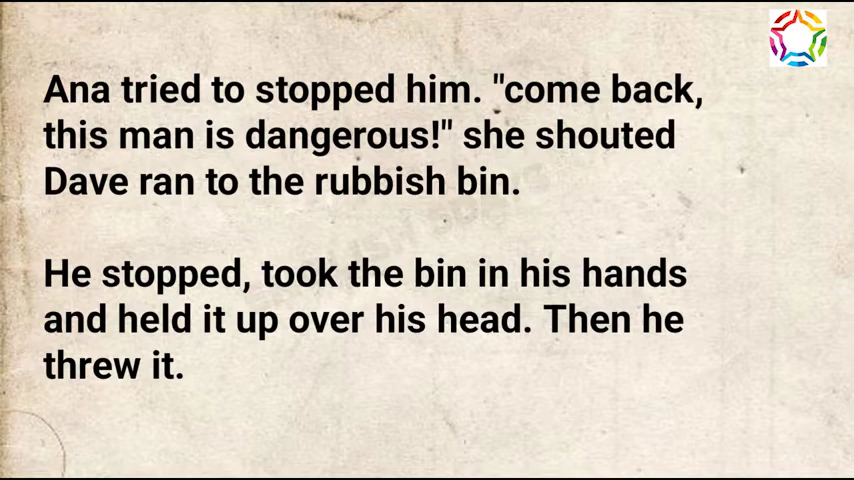 Ana tried to stopped him. "come back,
this man is dangerous!" she shouted
Dave ran to the rubbish bin.
He stopped, took the bin in his hands
and held it up over his head. Then he
threw it.